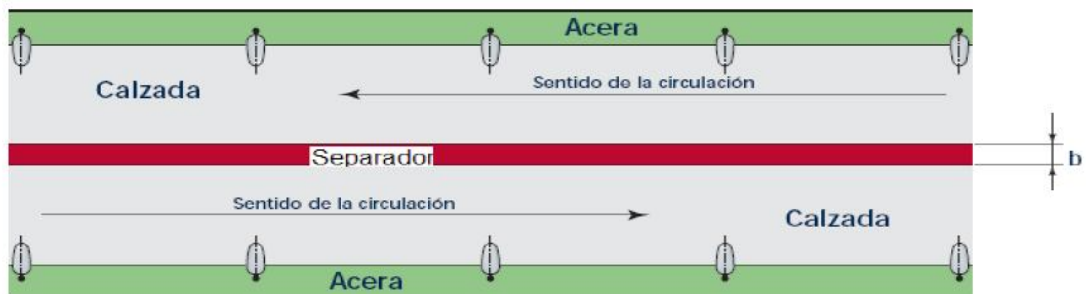 Acera
Calzada
Sentido de la circulación
Separador
b
Sentido de la circulación
Calzada
Acera